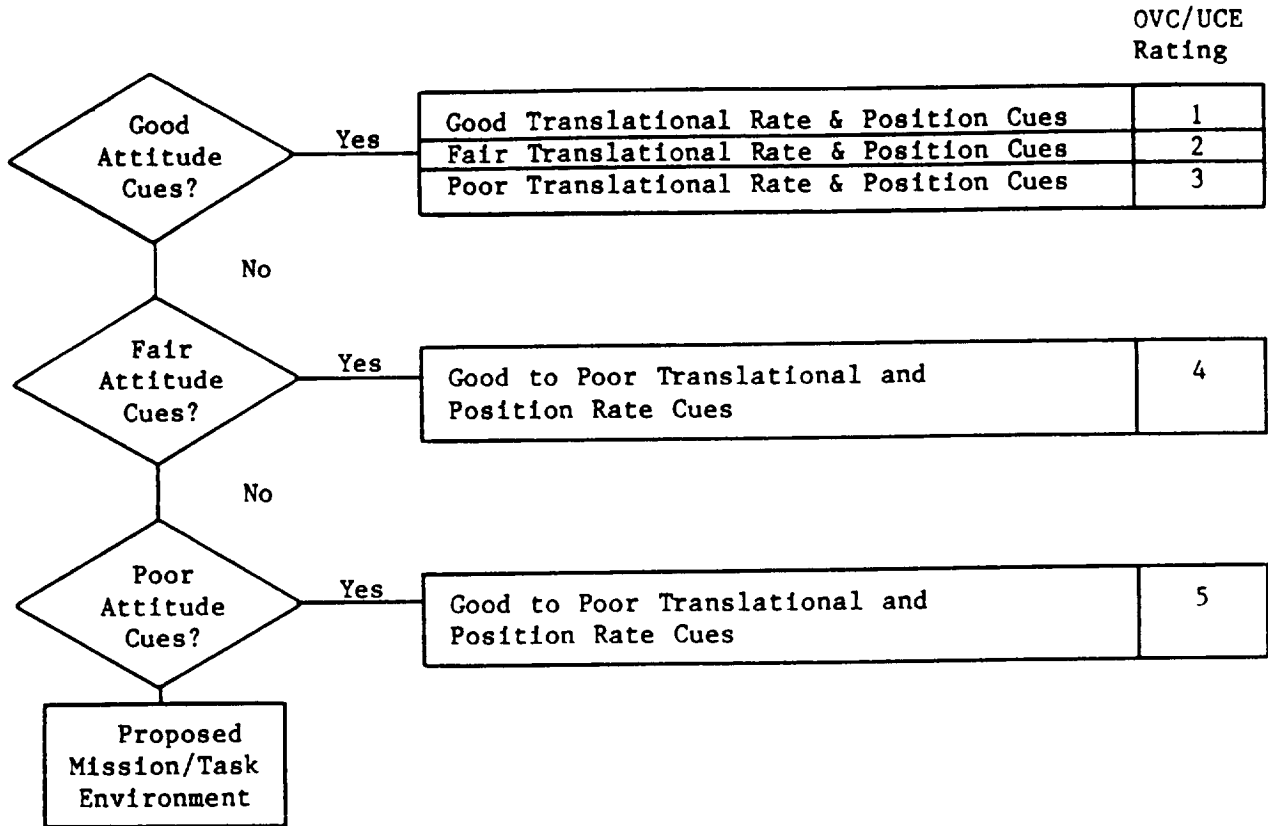 OVC/UCE
Rating
Good
Attitude
Cues?
Yes
Good Translational Rate & Position Cues 1
Fair Translational Rate & Position Cues 2
Poor Translational Rate & Position Cues 3
No
Fair
Attitude
Cues?
Yes
Good to Poor Translational and
Position Rate Cues
4
No
Poor
Attitude
Cues?
Yes
Good to Poor Translational and
Position Rate Cues
5
Proposed
Mission/Task
Environment